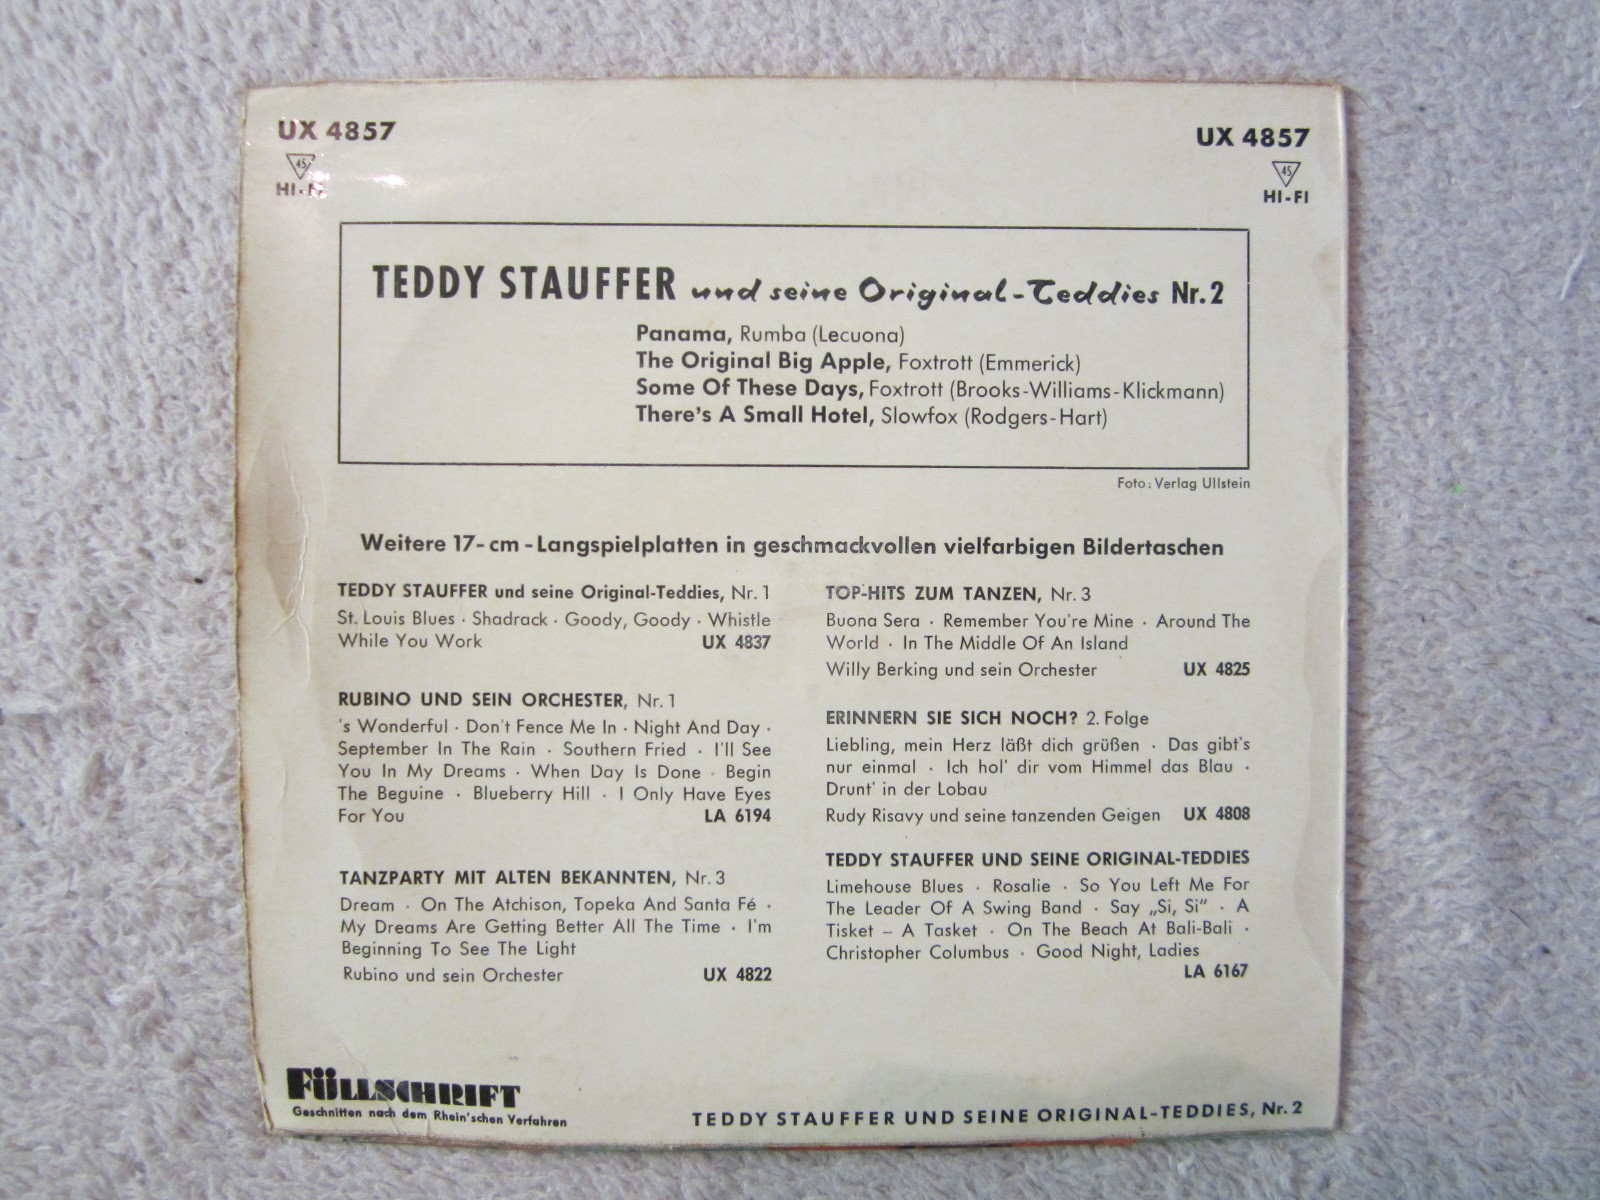 UX 4857
45
HI-FI
UX 4857
45
HI-FI
TEDDY STAUFFER und seine Original-Teddies Nr. 2
Panama, Rumba (Lecuona)
The Original Big Apple, Foxtrott (Emmerick)
Some Of These Days, Foxtrott (Brooks-Williams-Klickmann)
There's A Small Hotel, Slowfox (Rodgers-Hart)
Foto: Verlag Ullstein
Weitere 17-cm-Langspielplatten in geschmackvollen vielfarbigen Bildertaschen
TEDDY STAUFFER und seine Original-Teddies, Nr. 1
St. Louis Blues · Shadrack · Goody, Goody · Whistle
While You Work UX 4837
RUBINO UND SEIN ORCHESTER, Nr. 1
's Wonderful · Don't Fence Me In · Night And Day ·
September In The Rain · Southern Fried · I'll See
You In My Dreams · When Day Is Done · Begin
The Beguine · Blueberry Hill · I Only Have Eyes
For You LA 6194
TANZPARTY MIT ALTEN BEKANNTEN, Nr. 3
Dream · On The Atchison, Topeka And Santa Fé ·
My Dreams Are Getting Better All The Time · I'm
Beginning To See The Light
Rubino und sein Orchester UX 4822
TOP-HITS ZUM TANZEN, Nr. 3
Buona Sera · Remember You're Mine · Around The
World · In The Middle Of An Island
Willy Berking und sein Orchester UX 4825
ERINNERN SIE SICH NOCH? 2. Folge
Liebling, mein Herz läßt dich grüßen · Das gibt's
nur einmal · Ich hol' dir vom Himmel das Blau ·
Drunt' in der Lobau
Rudy Risavy und seine tanzenden Geigen UX 4808
TEDDY STAUFFER UND SEINE ORIGINAL-TEDDIES
Limehouse Blues · Rosalie · So You Left Me For
The Leader Of A Swing Band · Say „Si, Si“ · A
Tisket – A Tasket · On The Beach At Bali-Bali ·
Christopher Columbus · Good Night, Ladies
LA 6167
FÜLLSCHRIFT
Geschnitten nach dem Rhein'schen Verfahren
TEDDY STAUFFER UND SEINE ORIGINAL-TEDDIES, Nr. 2